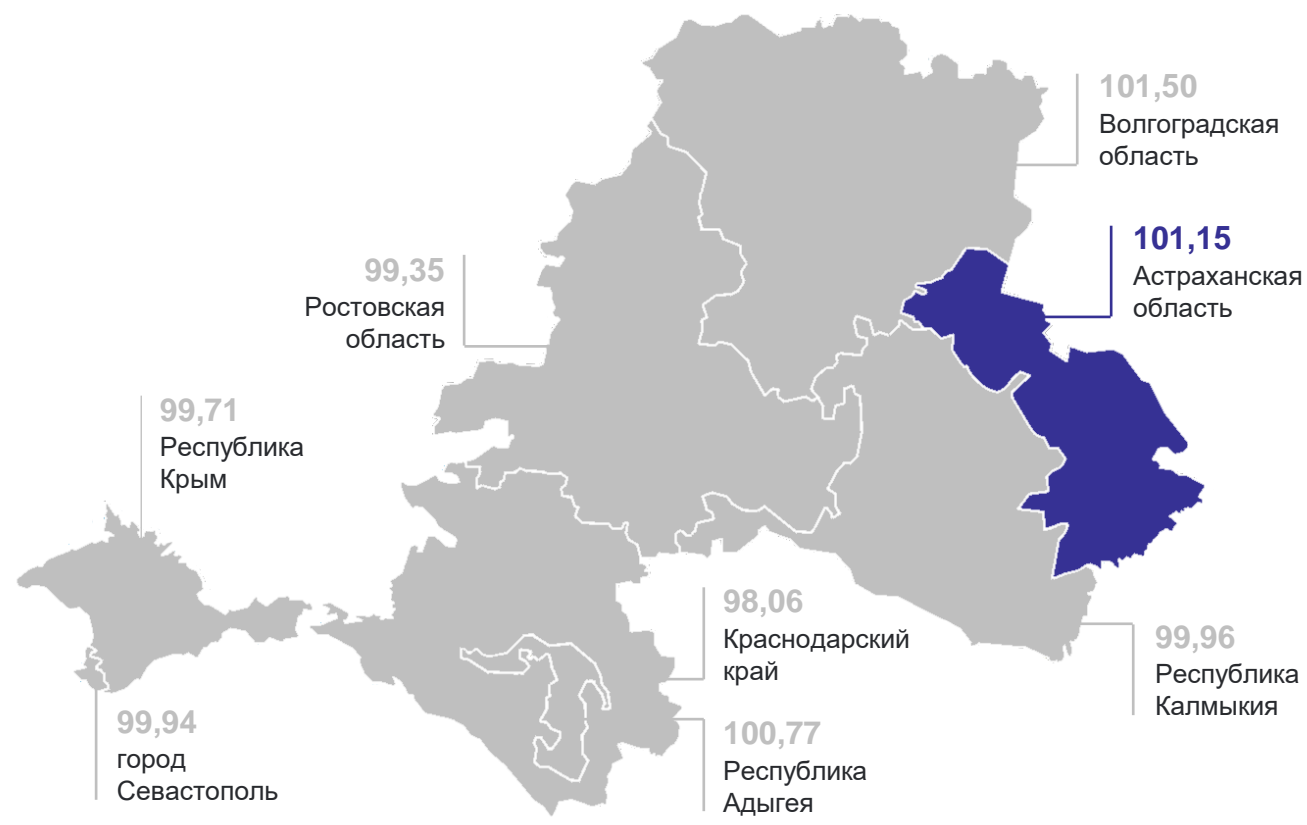 101,50
Волгоградская
область
101,15
Астраханская
область
99,35
Ростовская
область
99,71
Республика
Крым
98,06
Краснодарский
край
99,96
Республика
Калмыкия
99,94
город
Севастополь
100,77
Республика
Адыгея